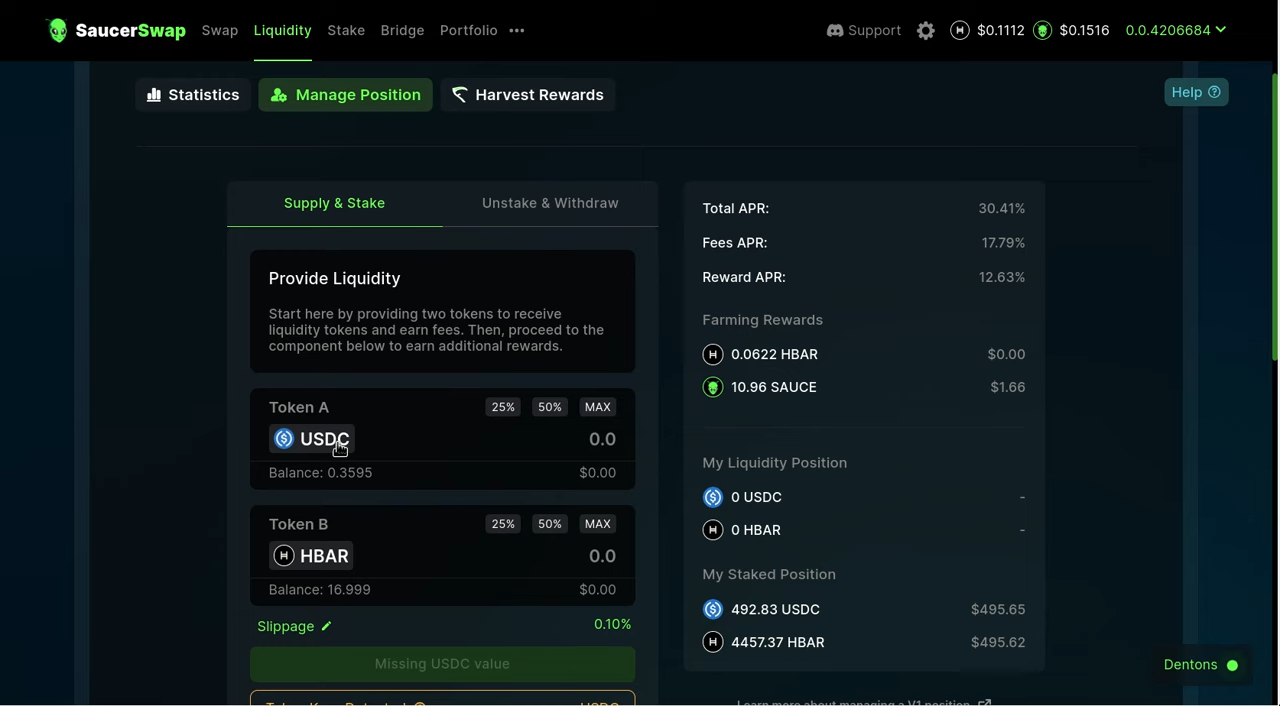 SaucerSwap Swap Liquidity Stake Bridge Portfolio ••• Support $0.1112 $0.1516 0.0.4206684
Statistics Manage Position Harvest Rewards Help
Supply & Stake Unstake & Withdraw
Provide Liquidity
Start here by providing two tokens to receive
liquidity tokens and earn fees. Then, proceed to the
component below to earn additional rewards.
Token A 25% 50% MAX
USDC 0.0
Balance: 0.3595 $0.00
Token B 25% 50% MAX
HBAR 0.0
Balance: 16.999 $0.00
Slippage 0.10%
Missing USDC value
Total APR: 30.41%
Fees APR: 17.79%
Reward APR: 12.63%
Farming Rewards
0.0622 HBAR $0.00
10.96 SAUCE $1.66
My Liquidity Position
0 USDC -
0 HBAR -
My Staked Position
492.83 USDC $495.65
4457.37 HBAR $495.62
Learn more about managing a V1 position
Dentons